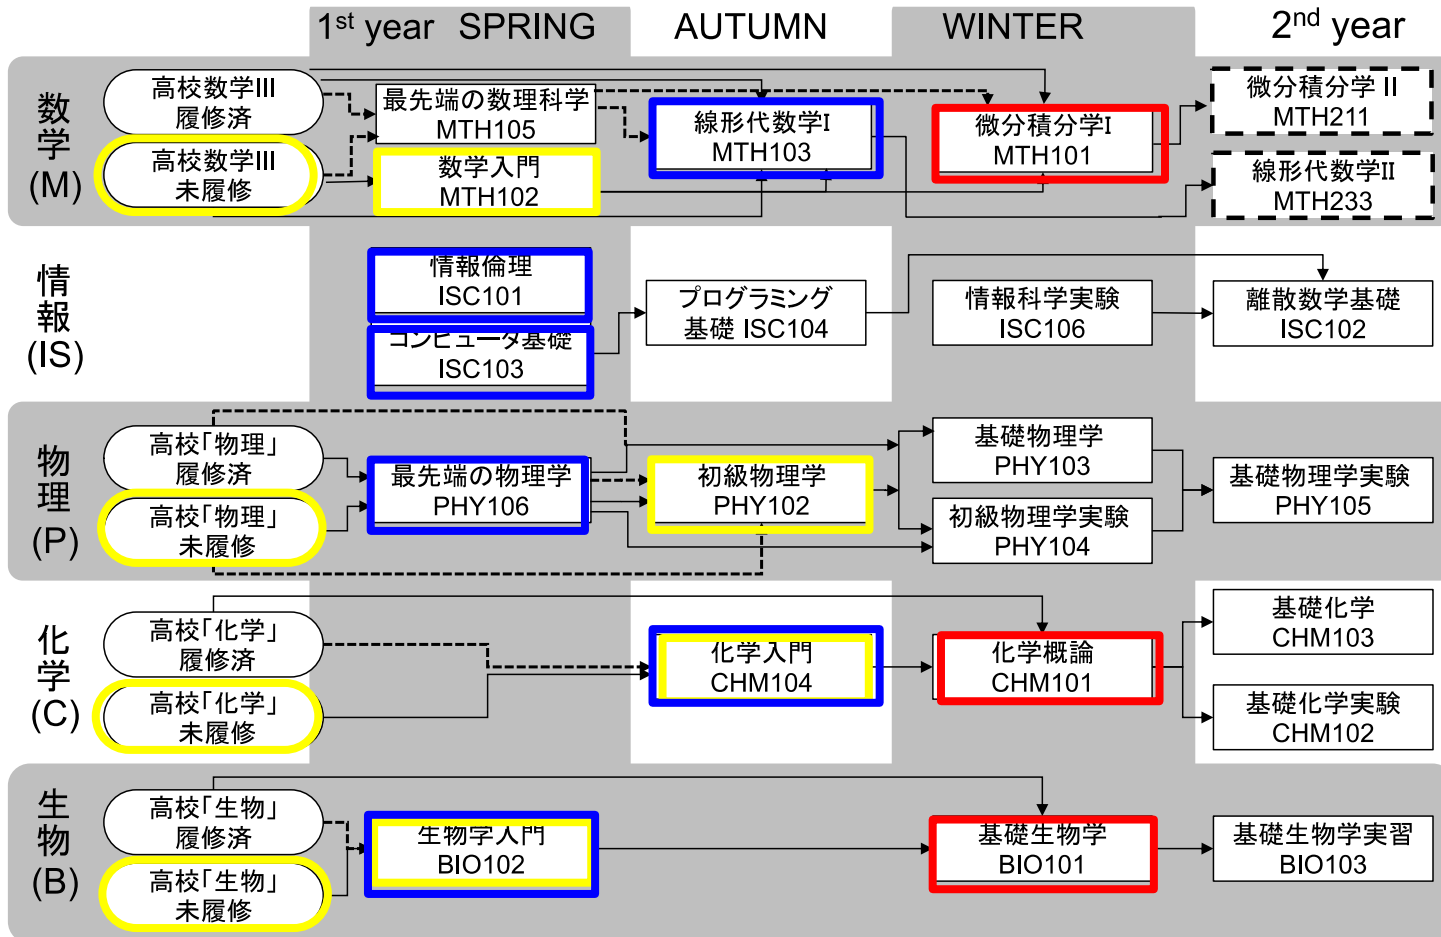 1st year SPRING AUTUMN WINTER 2nd year
数学(M)
高校数学III
履修済
高校数学III
未履修
最先端の数理科学
MTH105
数学入門
MTH102
線形代数学I
MTH103
微分積分学I
MTH101
微分積分学 II
MTH211
線形代数学II
MTH233
情報(IS)
情報倫理
ISC101
コンピュータ基礎
ISC103
プログラミング
基礎 ISC104
情報科学実験
ISC106
離散数学基礎
ISC102
物理(P)
高校「物理」
履修済
高校「物理」
未履修
最先端の物理学
PHY106
初級物理学
PHY102
基礎物理学
PHY103
初級物理学実験
PHY104
基礎物理学実験
PHY105
化学(C)
高校「化学」
履修済
高校「化学」
未履修
化学入門
CHM104
化学概論
CHM101
基礎化学
CHM103
基礎化学実験
CHM102
生物(B)
高校「生物」
履修済
高校「生物」
未履修
生物学入門
BIO102
基礎生物学
BIO101
基礎生物学実習
BIO103